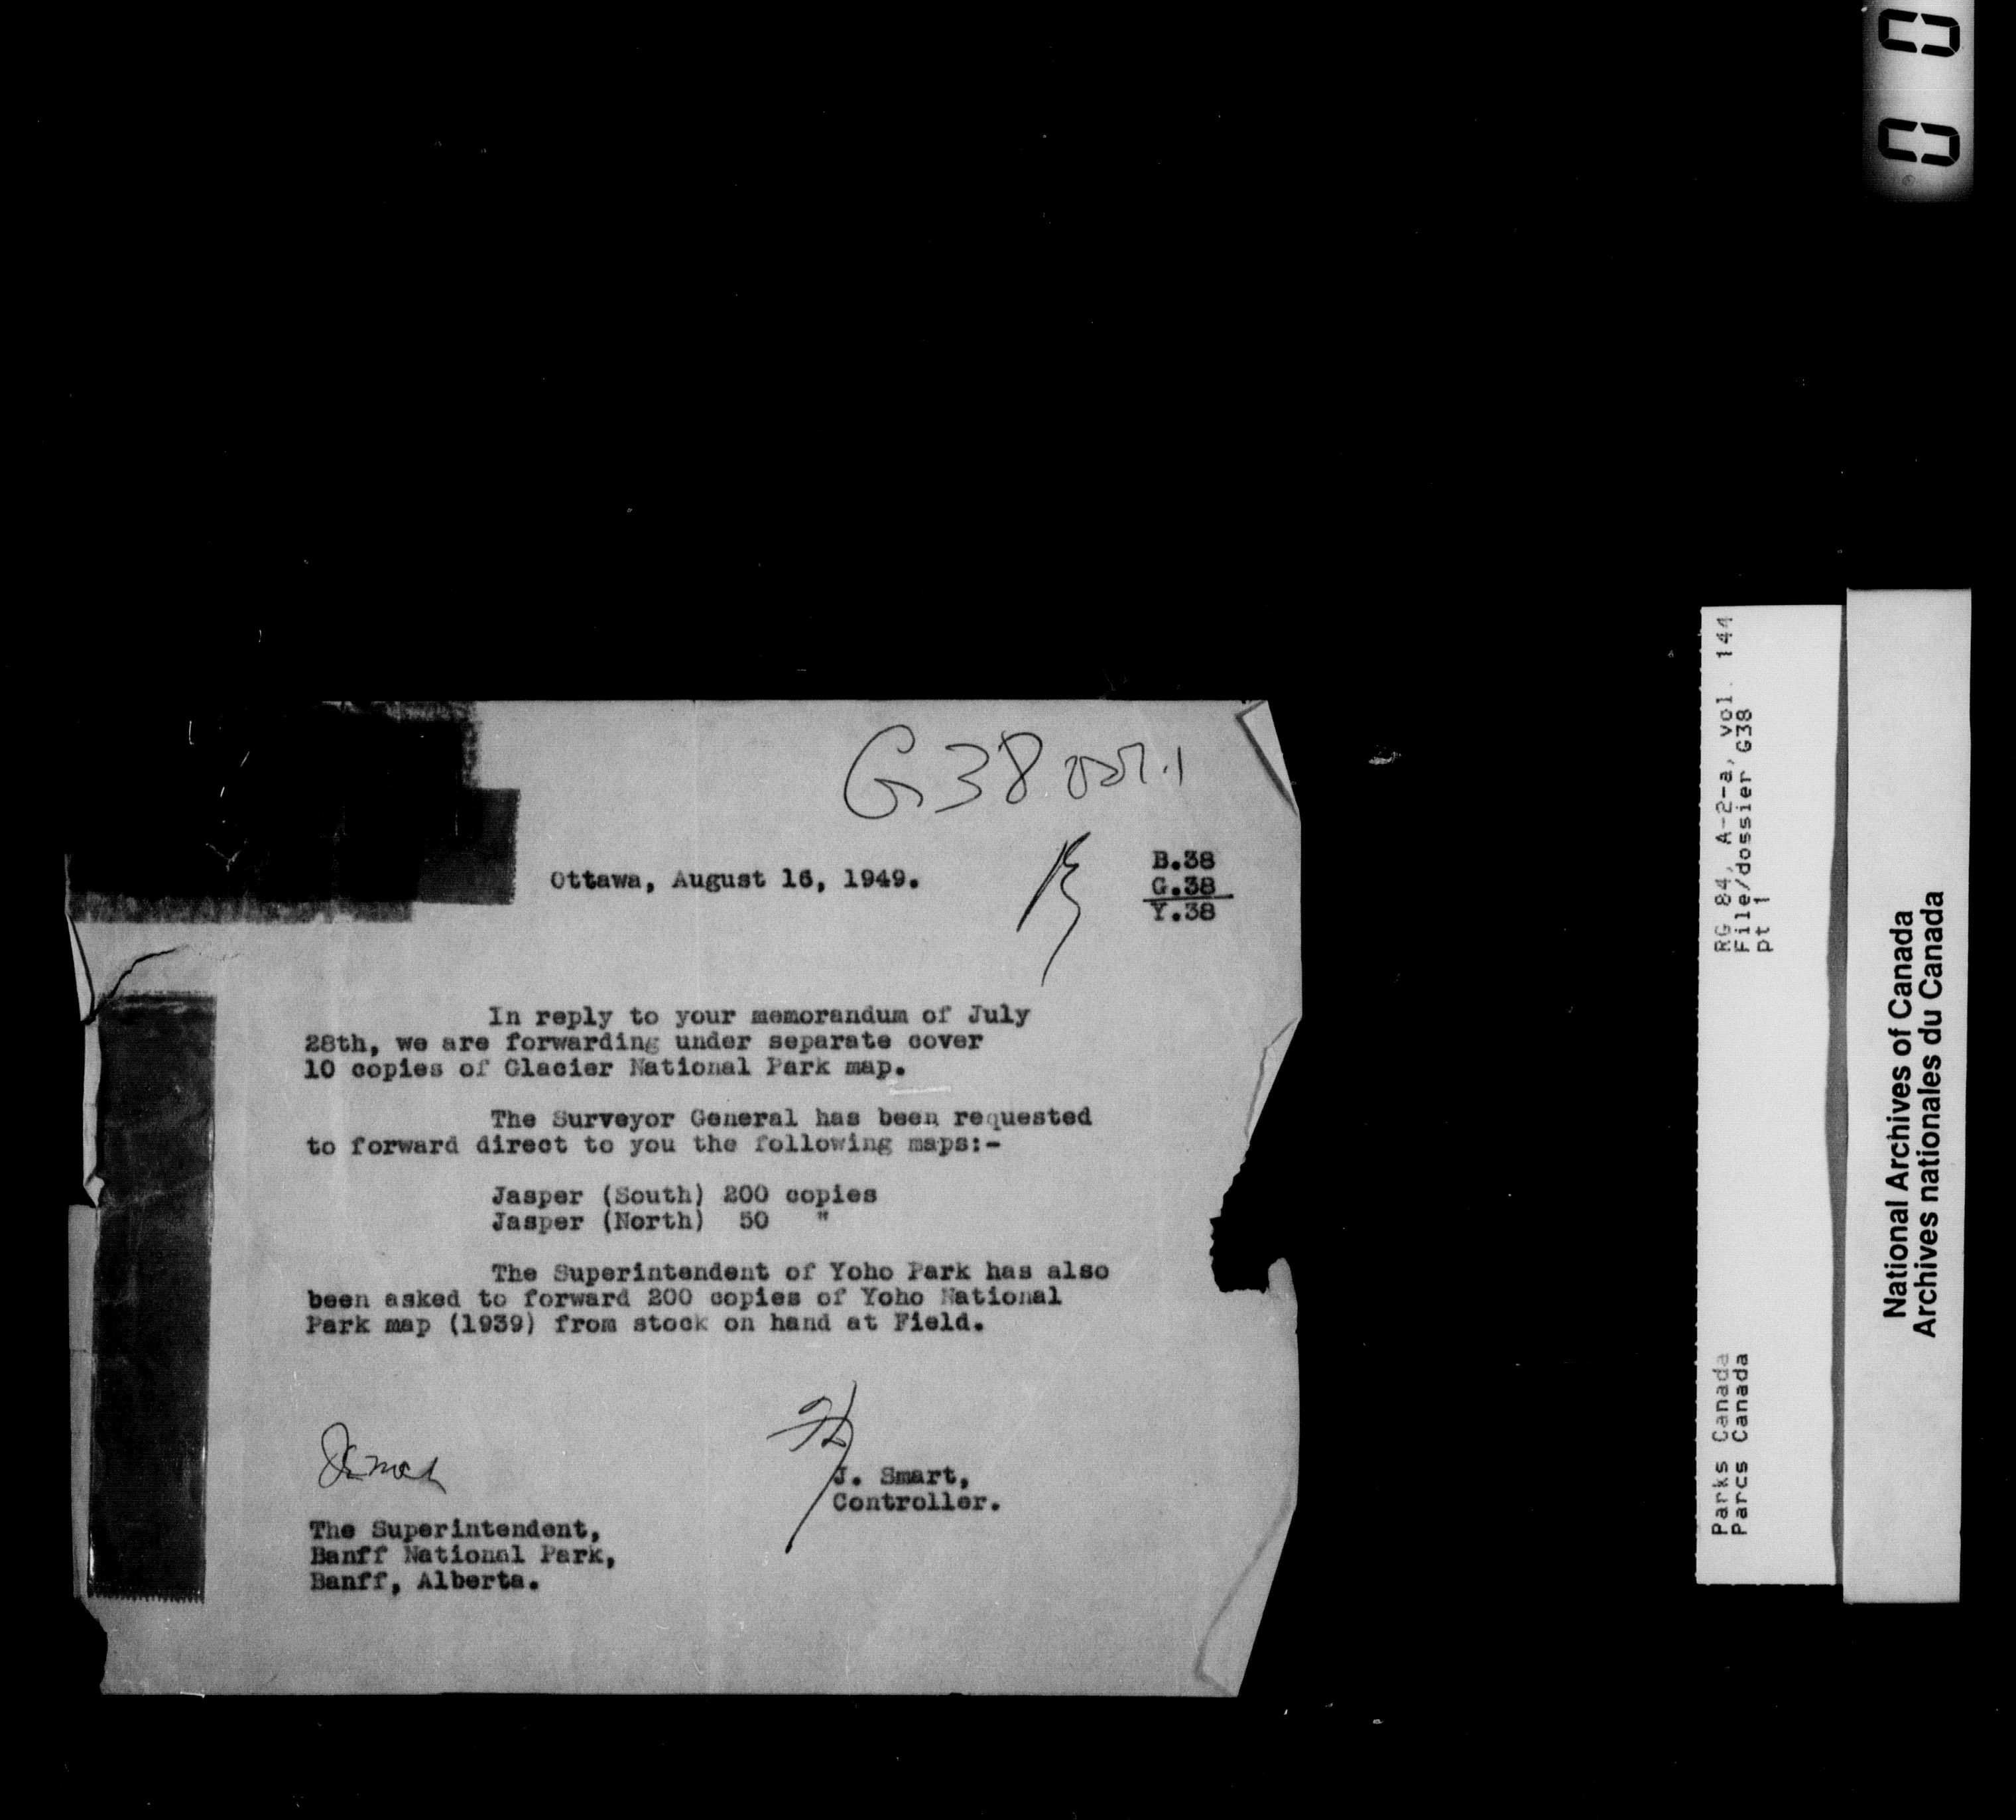 G38 vol.1
Ottawa, August 16, 1949.
B.38
G.38
Y.38
In reply to your memorandum of July
28th, we are forwarding under separate cover
10 copies of Glacier National Park map.
The Surveyor General has been requested
to forward direct to you the following maps:-
Jasper (South) 200 copies
Jasper (North) 50 "
The Superintendent of Yoho Park has also
been asked to forward 200 copies of Yoho National
Park map (1939) from stock on hand at Field.
J. Smart,
Controller.
The Superintendent,
Banff National Park,
Banff, Alberta.
RG 84, A-2-a, vol. 144
File/dossier G38
pt 1
Parks Canada
Parcs Canada
National Archives of Canada
Archives nationales du Canada
00